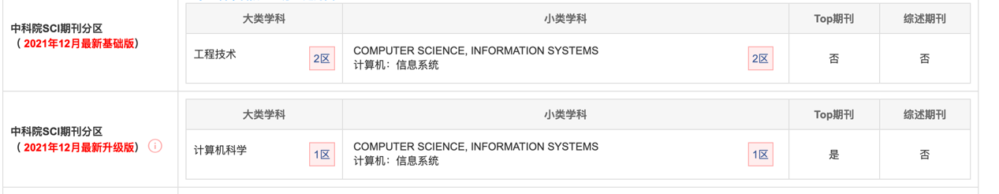 中科院SCI期刊分区
（ 2021年12月最新基础版）
大类学科 小类学科 Top期刊 综述期刊
工程技术 2区 COMPUTER SCIENCE, INFORMATION SYSTEMS 2区 否 否
计算机：信息系统
中科院SCI期刊分区
（ 2021年12月最新升级版）
大类学科 小类学科 Top期刊 综述期刊
计算机科学 1区 COMPUTER SCIENCE, INFORMATION SYSTEMS 1区 是 否
计算机：信息系统